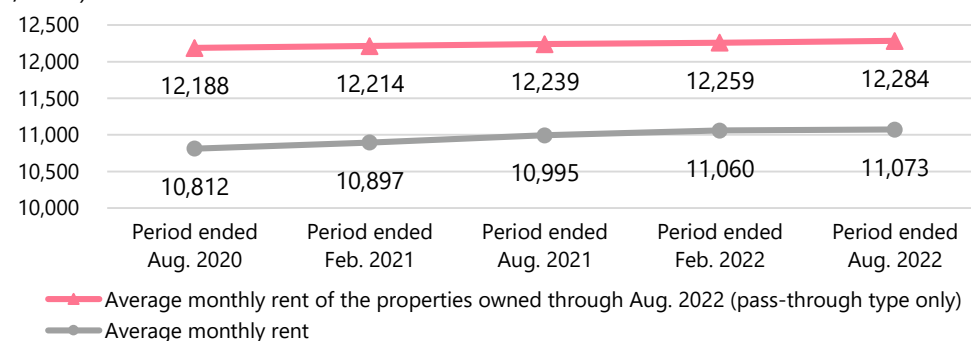 12,500
12,000
11,500
11,000
10,500
10,000
12,188 12,214 12,239 12,259 12,284
10,812 10,897 10,995 11,060 11,073
Period ended Period ended Period ended Period ended Period ended
Aug. 2020 Feb. 2021 Aug. 2021 Feb. 2022 Aug. 2022
Average monthly rent of the properties owned through Aug. 2022 (pass-through type only)
Average monthly rent